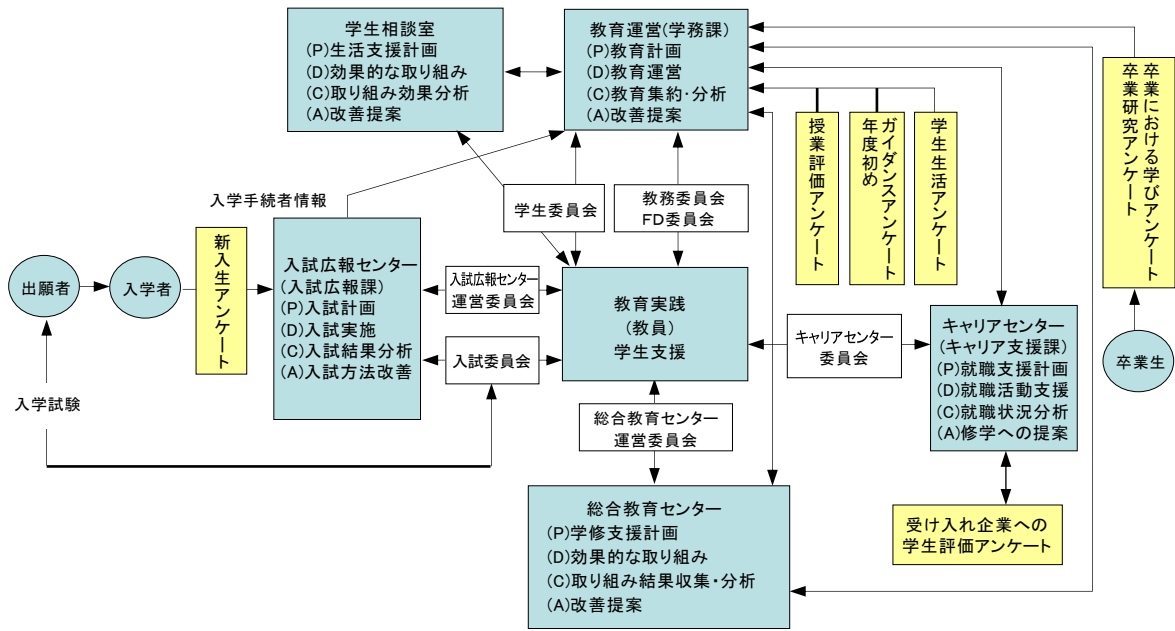 学生相談室
(P)生活支援計画
(D)効果的な取り組み
(C)取り組み効果分析
(A)改善提案
教育運営(学務課)
(P)教育計画
(D)教育運営
(C)教育集約・分析
(A)改善提案
授業評価アンケート
年度初め
ガイダンスアンケート
学生生活アンケート
卒業における学びアンケート
卒業研究アンケート
入学手続者情報
学生委員会
教務委員会
FD委員会
出願者
入学者
新入生アンケート
入試広報センター
(入試広報課)
(P)入試計画
(D)入試実施
(C)入試結果分析
(A)入試方法改善
入試広報センター
運営委員会
入試委員会
教育実践
(教員)
学生支援
キャリアセンター
委員会
キャリアセンター
(キャリア支援課)
(P)就職支援計画
(D)就職活動支援
(C)就職状況分析
(A)修学への提案
卒業生
入学試験
総合教育センター
運営委員会
総合教育センター
(P)学修支援計画
(D)効果的な取り組み
(C)取り組み結果収集・分析
(A)改善提案
受け入れ企業への
学生評価アンケート